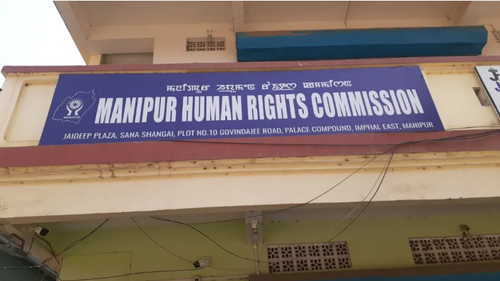 MANIPUR HUMAN RIGHTS COMMISSION
JAIDEEP PLAZA, SANA SHANGAI, PLOT NO.10 GOVINDAJEE ROAD, PALACE COMPOUND, IMPHAL EAST, MANIPUR